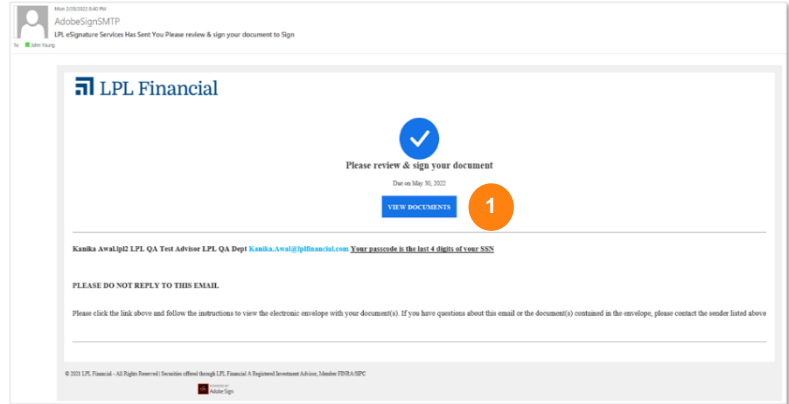 Mon 2/28/2022 8:40 PM
AdobeSignSMTP
LPL eSignature Services Has Sent You Please review & sign your document to Sign
To John Young
LPL Financial
Please review & sign your document
Due on May 30, 2022
VIEW DOCUMENTS
1
Kanika Awal.lpl2 LPL QA Test Advisor LPL QA Dept Kanika.Awal@lplfinancial.com Your passcode is the last 4 digits of your SSN
PLEASE DO NOT REPLY TO THIS EMAIL.
Please click the link above and follow the instructions to view the electronic envelope with your document(s). If you have questions about this email or the document(s) contained in the envelope, please contact the sender listed above
© 2021 LPL Financial - All Rights Reserved | Securities offered through LPL Financial A Registered Investment Advisor, Member FINRA/SIPC
POWERED BY
Adobe Sign